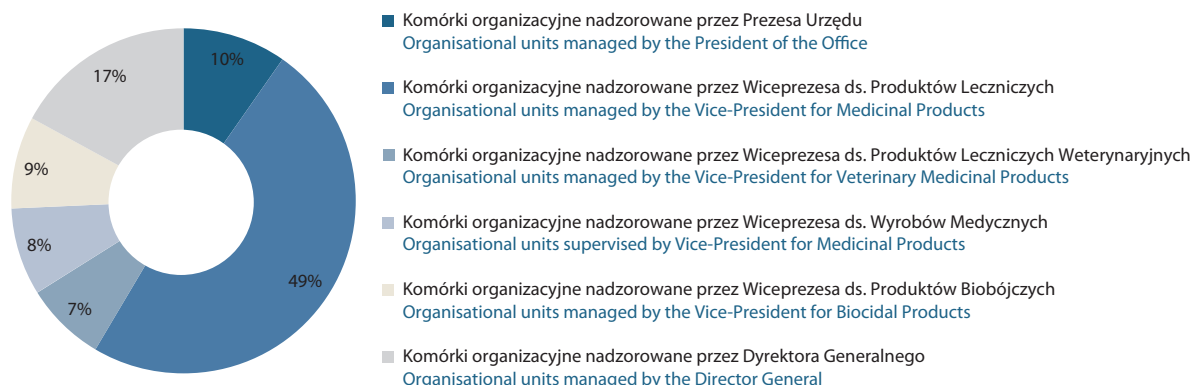 Komórki organizacyjne nadzorowane przez Prezesa Urzędu
Organisational units managed by the President of the Office
Komórki organizacyjne nadzorowane przez Wiceprezesa ds. Produktów Leczniczych
Organisational units managed by the Vice-President for Medicinal Products
Komórki organizacyjne nadzorowane przez Wiceprezesa ds. Produktów Leczniczych Weterynaryjnych
Organisational units managed by the Vice-President for Veterinary Medicinal Products
Komórki organizacyjne nadzorowane przez Wiceprezesa ds. Wyrobów Medycznych
Organisational units supervised by Vice-President for Medicinal Products
Komórki organizacyjne nadzorowane przez Wiceprezesa ds. Produktów Biobójczych
Organisational units managed by the Vice-President for Biocidal Products
Komórki organizacyjne nadzorowane przez Dyrektora Generalnego
Organisational units managed by the Director General
10%
49%
7%
8%
9%
17%